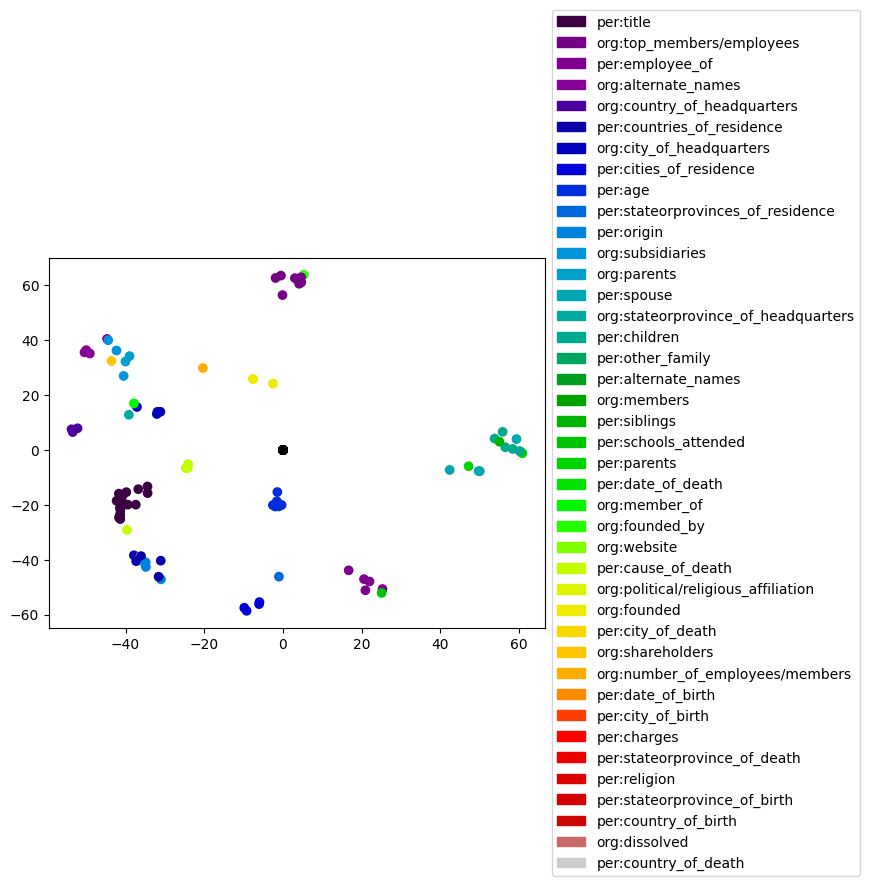 per:title
org:top_members/employees
per:employee_of
org:alternate_names
org:country_of_headquarters
per:countries_of_residence
org:city_of_headquarters
per:cities_of_residence
per:age
per:stateorprovinces_of_residence
per:origin
org:subsidiaries
org:parents
per:spouse
org:stateorprovince_of_headquarters
per:children
per:other_family
per:alternate_names
org:members
per:siblings
per:schools_attended
per:parents
per:date_of_death
org:member_of
org:founded_by
org:website
per:cause_of_death
org:political/religious_affiliation
org:founded
per:city_of_death
org:shareholders
org:number_of_employees/members
per:date_of_birth
per:city_of_birth
per:charges
per:stateorprovince_of_death
per:religion
per:stateorprovince_of_birth
per:country_of_birth
org:dissolved
per:country_of_death
60
40
20
0
−20
−40
−60
−40 −20 0 20 40 60